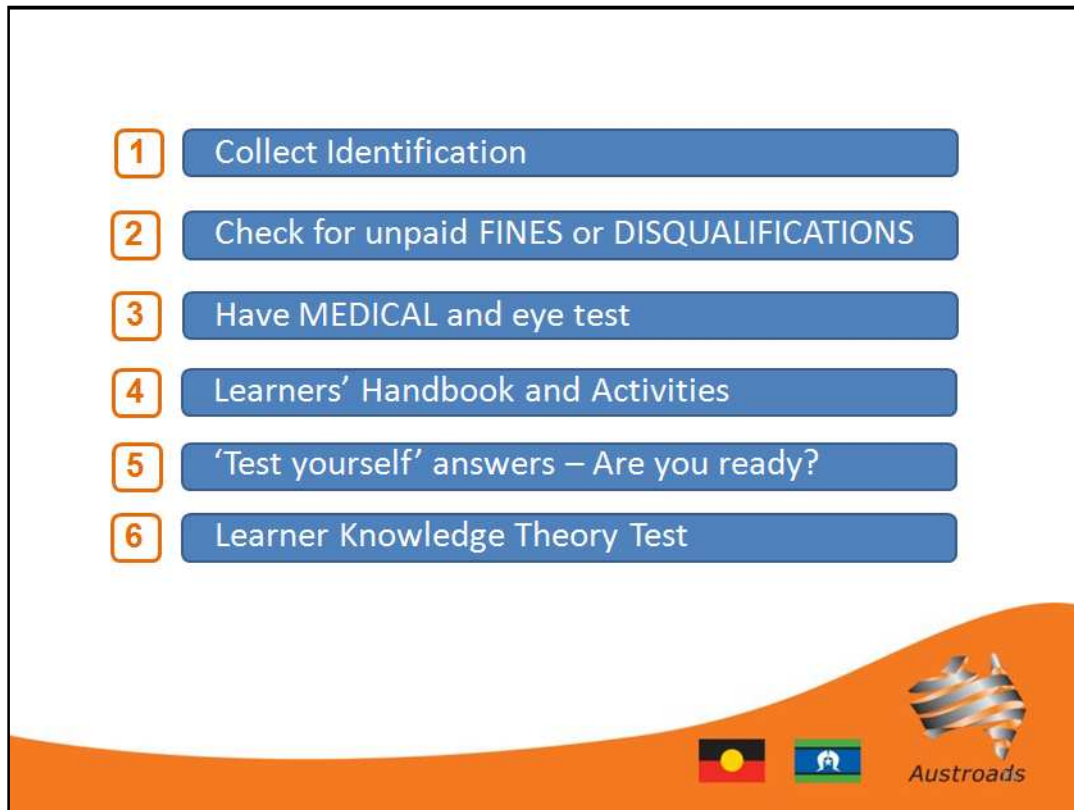 1 Collect Identification
2 Check for unpaid FINES or DISQUALIFICATIONS
3 Have MEDICAL and eye test
4 Learners’ Handbook and Activities
5 ‘Test yourself’ answers – Are you ready?
6 Learner Knowledge Theory Test
Austroads